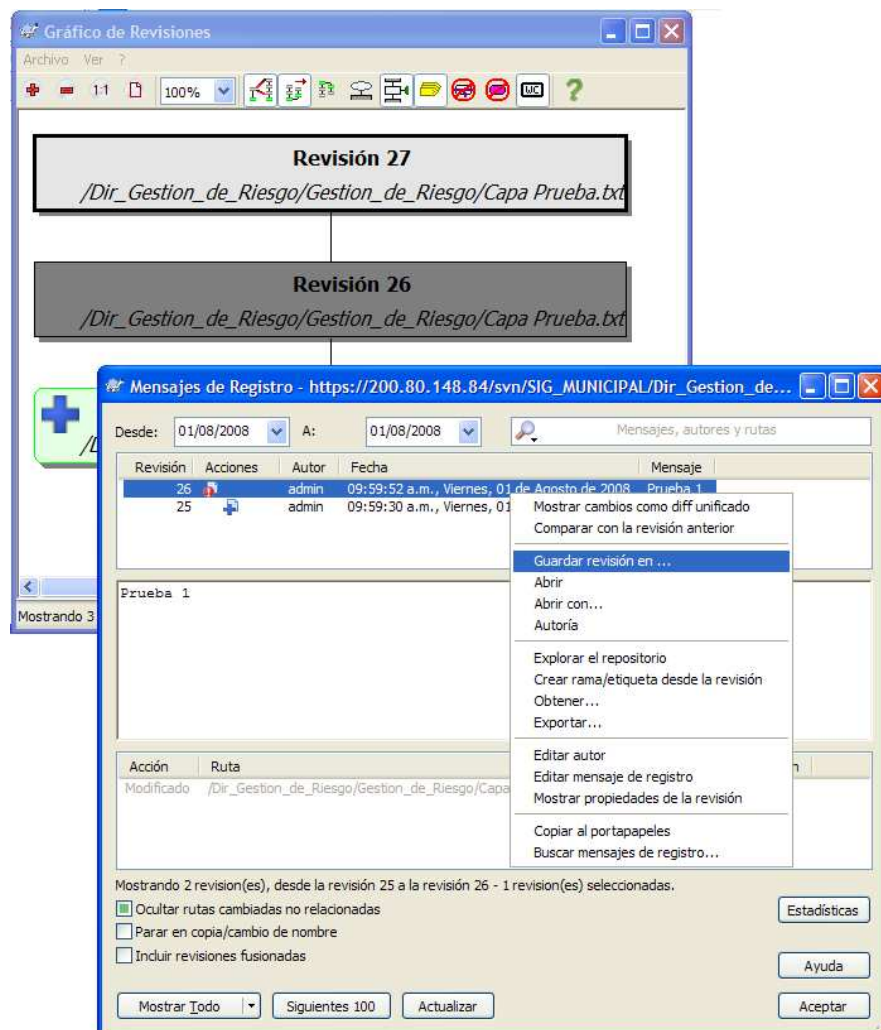 Gráfico de Revisiones
Archivo Ver ?
1:1 100% WC ?
Revisión 27
/Dir_Gestion_de_Riesgo/Gestion_de_Riesgo/Capa Prueba.txt
Revisión 26
/Dir_Gestion_de_Riesgo/Gestion_de_Riesgo/Capa Prueba.txt
/D
Mostrando 3
Mensajes de Registro - https://200.80.148.84/svn/SIG_MUNICIPAL/Dir_Gestion_de...
Desde: 01/08/2008 A: 01/08/2008 Mensajes, autores y rutas
Revisión Acciones Autor Fecha Mensaje
26 admin 09:59:52 a.m., Viernes, 01 de Agosto de 2008 Prueba 1
25 admin 09:59:30 a.m., Viernes, 01
Mostrar cambios como diff unificado
Comparar con la revisión anterior
Guardar revisión en ...
Abrir
Abrir con...
Autoría
Explorar el repositorio
Crear rama/etiqueta desde la revisión
Obtener...
Exportar...
Editar autor
Editar mensaje de registro
Mostrar propiedades de la revisión
Copiar al portapapeles
Buscar mensajes de registro...
Prueba 1
Acción Ruta n
Modificado /Dir_Gestion_de_Riesgo/Gestion_de_Riesgo/Capa
Mostrando 2 revision(es), desde la revisión 25 a la revisión 26 - 1 revision(es) seleccionadas.
Ocultar rutas cambiadas no relacionadas
Estadísticas
Parar en copia/cambio de nombre
Incluir revisiones fusionadas
Ayuda
Mostrar Todo Siguientes 100 Actualizar Aceptar